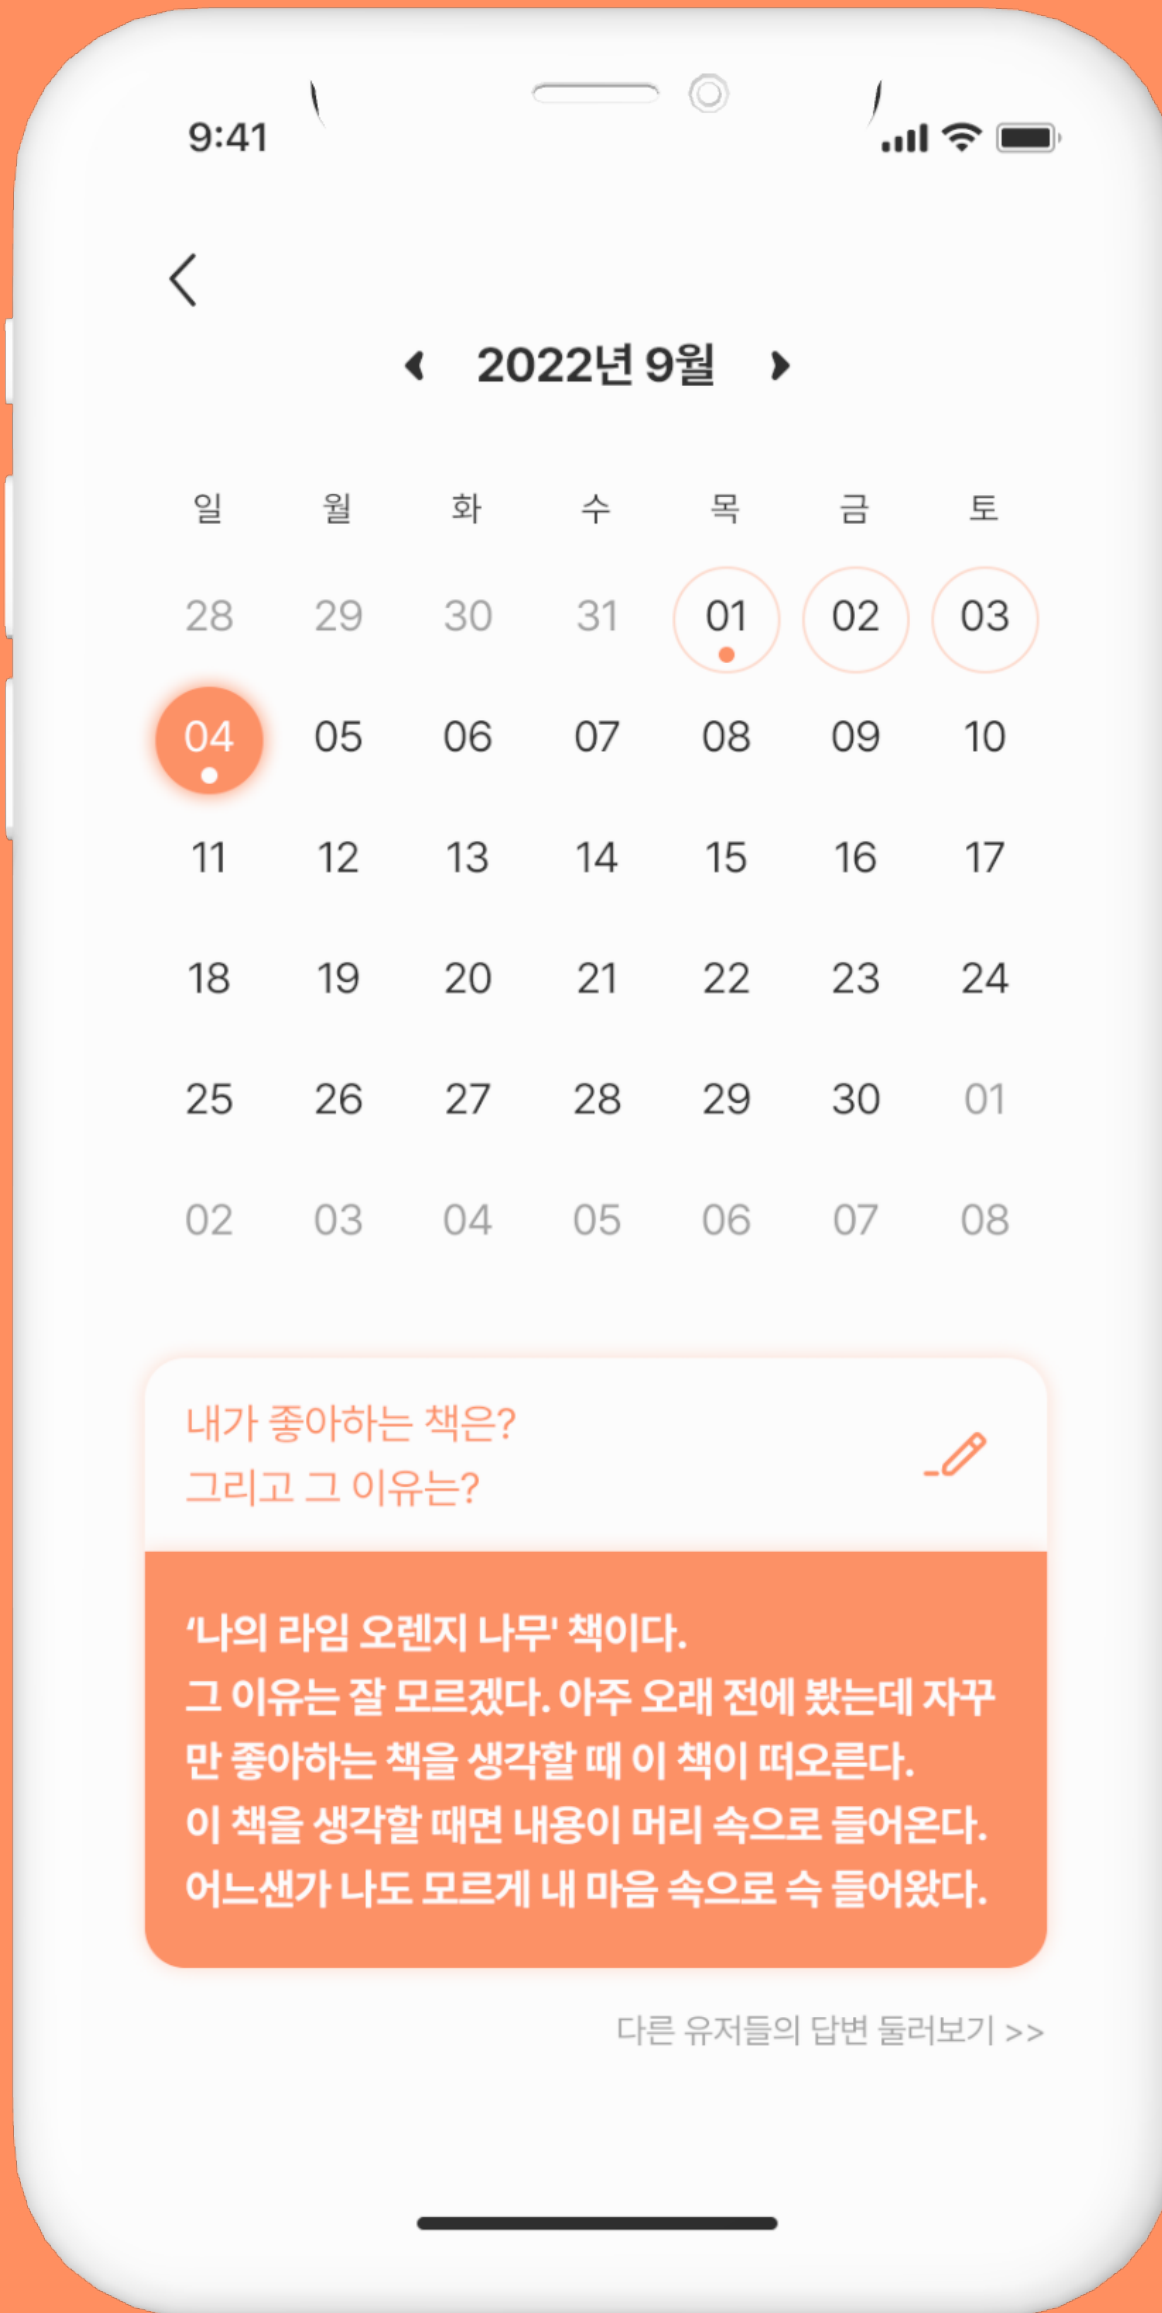 9:41
2022년 9월
일 월 화 수 목 금 토
28 29 30 31 01 02 03
04 05 06 07 08 09 10
11 12 13 14 15 16 17
18 19 20 21 22 23 24
25 26 27 28 29 30 01
02 03 04 05 06 07 08
내가 좋아하는 책은?
그리고 그 이유는?
‘나의 라임 오렌지 나무' 책이다.
그 이유는 잘 모르겠다. 아주 오래 전에 봤는데 자꾸
만 좋아하는 책을 생각할 때 이 책이 떠오른다.
이 책을 생각할 때면 내용이 머리 속으로 들어온다.
어느샌가 나도 모르게 내 마음 속으로 슥 들어왔다.
다른 유저들의 답변 둘러보기 >>